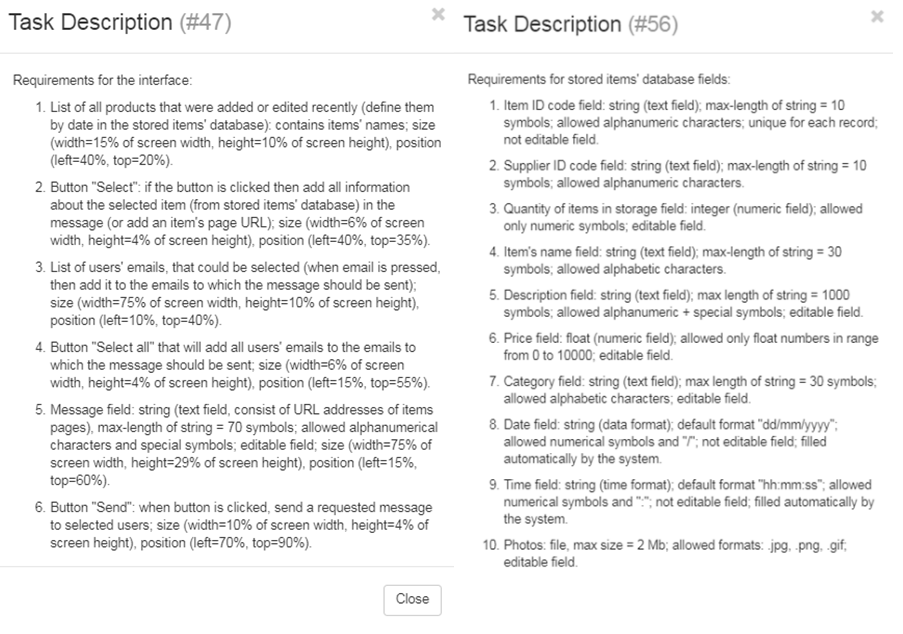 Task Description (#47)
×
Requirements for the interface:
1. List of all products that were added or edited recently (define them
by date in the stored items' database): contains items' names; size
(width=15% of screen width, height=10% of screen height), position
(left=40%, top=20%).
2. Button "Select": if the button is clicked then add all information
about the selected item (from stored items' database) in the
message (or add an item's page URL); size (width=6% of screen
width, height=4% of screen height), position (left=40%, top=35%).
3. List of users' emails, that could be selected (when email is pressed,
then add it to the emails to which the message should be sent);
size (width=75% of screen width, height=10% of screen height),
position (left=10%, top=40%).
4. Button "Select all" that will add all users' emails to the emails to
which the message should be sent; size (width=6% of screen
width, height=4% of screen height), position (left=15%, top=55%).
5. Message field: string (text field, consist of URL addresses of items
pages), max-length of string = 70 symbols; allowed alphanumerical
characters and special symbols; editable field; size (width=75% of
screen width, height=29% of screen height), position (left=15%,
top=60%).
6. Button "Send": when button is clicked, send a requested message
to selected users; size (width=10% of screen width, height=4% of
screen height), position (left=70%, top=90%).
Close
Task Description (#56)
×
Requirements for stored items' database fields:
1. Item ID code field: string (text field); max-length of string = 10
symbols; allowed alphanumeric characters; unique for each record;
not editable field.
2. Supplier ID code field: string (text field); max-length of string = 10
symbols; allowed alphanumeric characters.
3. Quantity of items in storage field: integer (numeric field); allowed
only numeric symbols; editable field.
4. Item's name field: string (text field); max-length of string = 30
symbols; allowed alphabetic characters.
5. Description field: string (text field); max length of string = 1000
symbols; allowed alphanumeric + special symbols; editable field.
6. Price field: float (numeric field); allowed only float numbers in range
from 0 to 10000; editable field.
7. Category field: string (text field); max length of string = 30 symbols;
allowed alphabetic characters; editable field.
8. Date field: string (data format); default format "dd/mm/yyyy";
allowed numerical symbols and "/"; not editable field; filled
automatically by the system.
9. Time field: string (time format); default format "hh:mm:ss"; allowed
numerical symbols and ":"; not editable field; filled automatically by
the system.
10. Photos: file, max size = 2 Mb; allowed formats: .jpg, .png, .gif;
editable field.